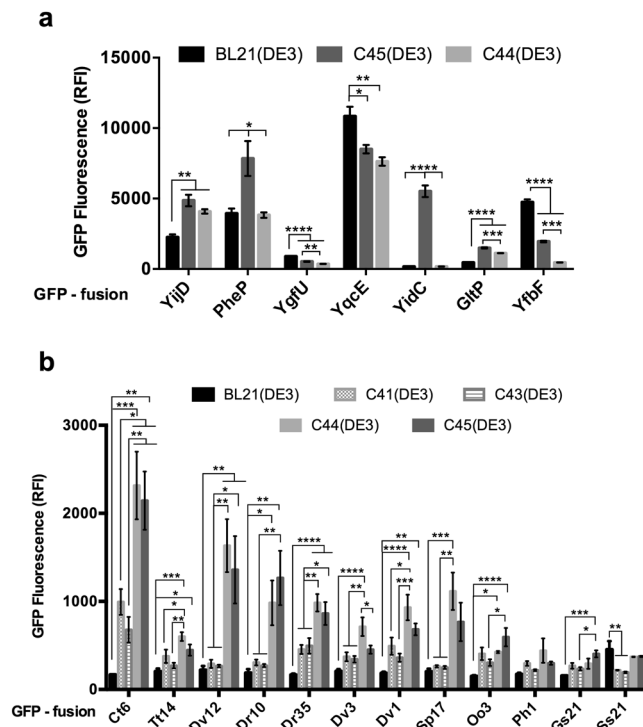 a
BL21(DE3) C45(DE3) C44(DE3)
GFP Fluorescence (RFI)
15000
10000
5000
0
** * **** ** ** * **** **** *** **** ***
GFP - fusion
YijD PheP YgfU YqcE YidC GltP YfbF
b
BL21(DE3) C41(DE3) C43(DE3)
C44(DE3) C45(DE3)
GFP Fluorescence (RFI)
3000
2000
1000
0
** *** * **
*** * * **
** * **
** * **
**** * **
**** ** *
** **** * ***
*** **
**** * *
*** *
**
GFP - fusion
Ct6 Tt14 Dv12 Dr10 Dr35 Dv3 Dv1 Sp17 Oo3 Ph1 Gs21 Ss21